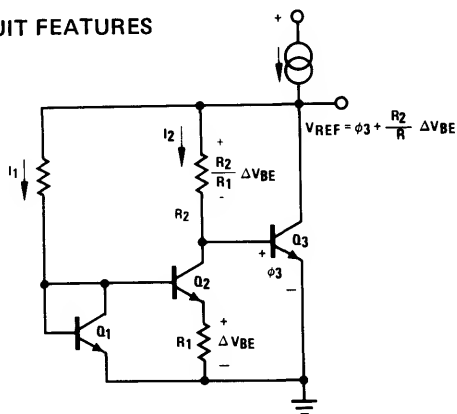 UIT FEATURES
+
VREF = ϕ3 + R2/R ΔVBE
I2
+
R2/R1 ΔVBE
-
I1
R2
Q3
+
ϕ3
-
Q2
Q1
+
R1
ΔVBE
-